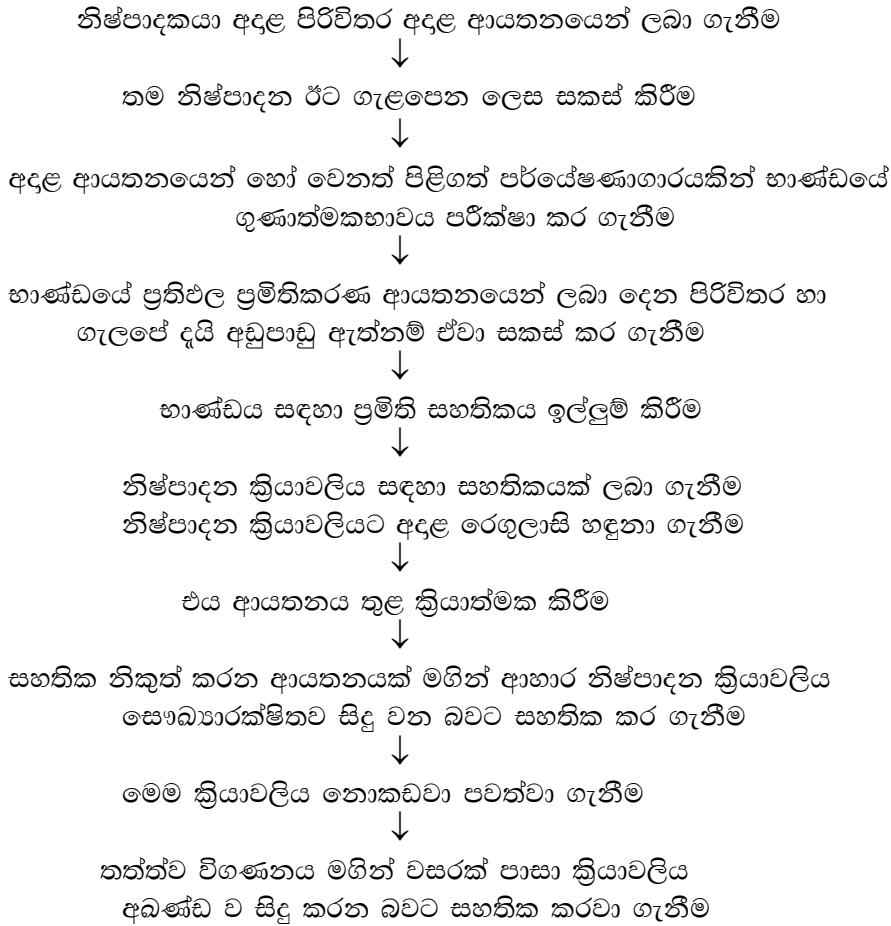 නිෂ්පාදකයා අදාළ පිරිවිතර අදාළ ආයතනයෙන් ලබා ගැනීම
↓
තම නිෂ්පාදන ඊට ගැළපෙන ලෙස සකස් කිරීම
↓
අදාළ ආයතනයෙන් හෝ වෙනත් පිළිගත් පර්යේෂණාගාරයකින් භාණ්ඩයේ
ගුණාත්මකභාවය පරීක්ෂා කර ගැනීම
↓
භාණ්ඩයේ ප්‍රතිඵල ප්‍රමිතිකරණ ආයතනයෙන් ලබා දෙන පිරිවිතර හා
ගැලපේ දැයි අඩුපාඩු ඇත්නම් ඒවා සකස් කර ගැනීම
↓
භාණ්ඩය සඳහා ප්‍රමිති සහතිකය ඉල්ලුම් කිරීම
↓
නිෂ්පාදන ක්‍රියාවලිය සඳහා සහතිකයක් ලබා ගැනීම
නිෂ්පාදන ක්‍රියාවලියට අදාළ රෙගුලාසි හඳුනා ගැනීම
↓
එය ආයතනය තුළ ක්‍රියාත්මක කිරීම
↓
සහතික නිකුත් කරන ආයතනයක් මගින් ආහාර නිෂ්පාදන ක්‍රියාවලිය
සෞඛ්‍යාරක්ෂිතව සිදු වන බවට සහතික කර ගැනීම
↓
මෙම ක්‍රියාවලිය නොකඩවා පවත්වා ගැනීම
↓
තත්ත්ව විගණනය මගින් වසරක් පාසා ක්‍රියාවලිය
අඛණ්ඩ ව සිදු කරන බවට සහතික කරවා ගැනීම